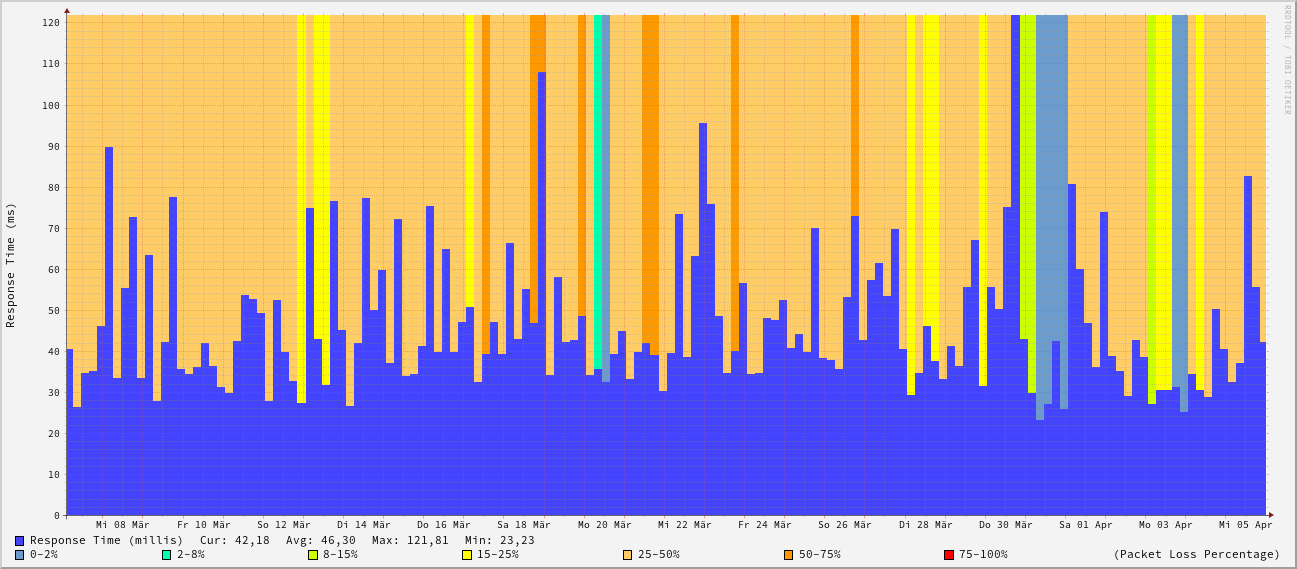 RRDTOOL / TOBI OETIKER
Response Time (ms)
120
110
100
90
80
70
60
50
40
30
20
10
0
Mi 08 Mär Fr 10 Mär So 12 Mär Di 14 Mär Do 16 Mär Sa 18 Mär Mo 20 Mär Mi 22 Mär Fr 24 Mär So 26 Mär Di 28 Mär Do 30 Mär Sa 01 Apr Mo 03 Apr Mi 05 Apr
Response Time (millis) Cur: 42,18 Avg: 46,30 Max: 121,81 Min: 23,23
0-2% 2-8% 8-15% 15-25% 25-50% 50-75% 75-100% (Packet Loss Percentage)